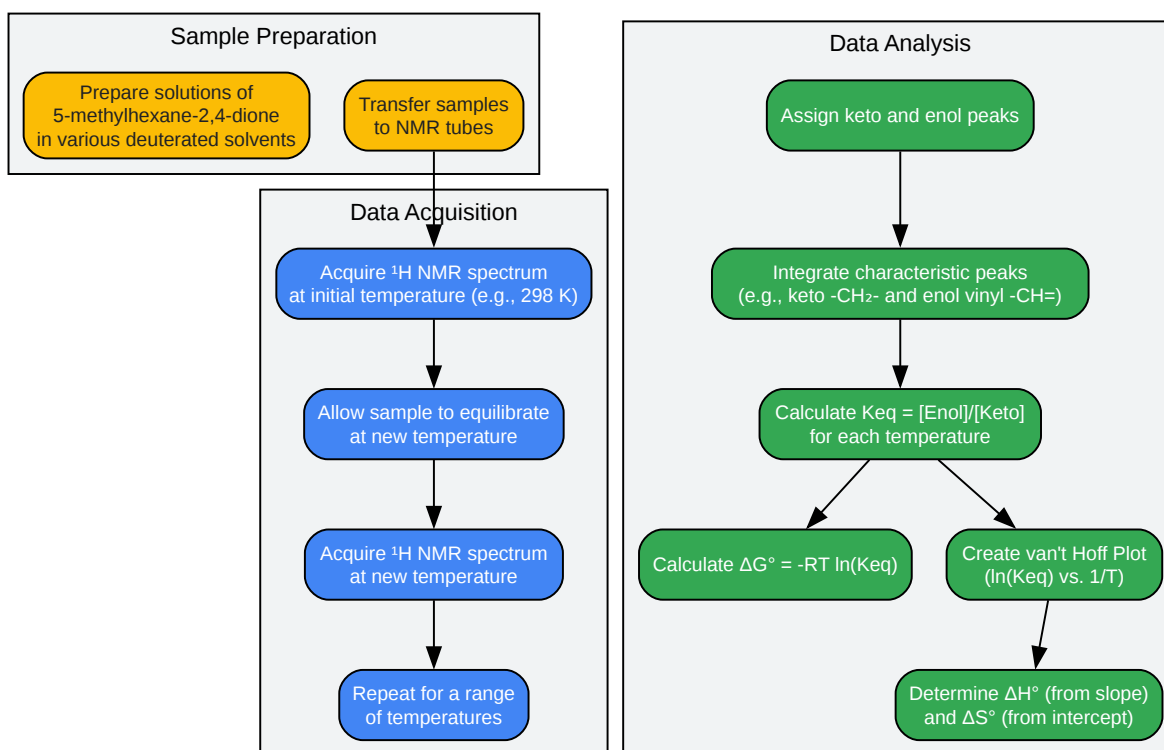 Sample Preparation
Prepare solutions of
5-methylhexane-2,4-dione
in various deuterated solvents
Transfer samples
to NMR tubes
Data Acquisition
Acquire ¹H NMR spectrum
at initial temperature (e.g., 298 K)
Allow sample to equilibrate
at new temperature
Acquire ¹H NMR spectrum
at new temperature
Repeat for a range
of temperatures
Data Analysis
Assign keto and enol peaks
Integrate characteristic peaks
(e.g., keto -CH₂- and enol vinyl -CH=)
Calculate Keq = [Enol]/[Keto]
for each temperature
Calculate ΔG° = -RT ln(Keq)
Create van't Hoff Plot
(ln(Keq) vs. 1/T)
Determine ΔH° (from slope)
and ΔS° (from intercept)